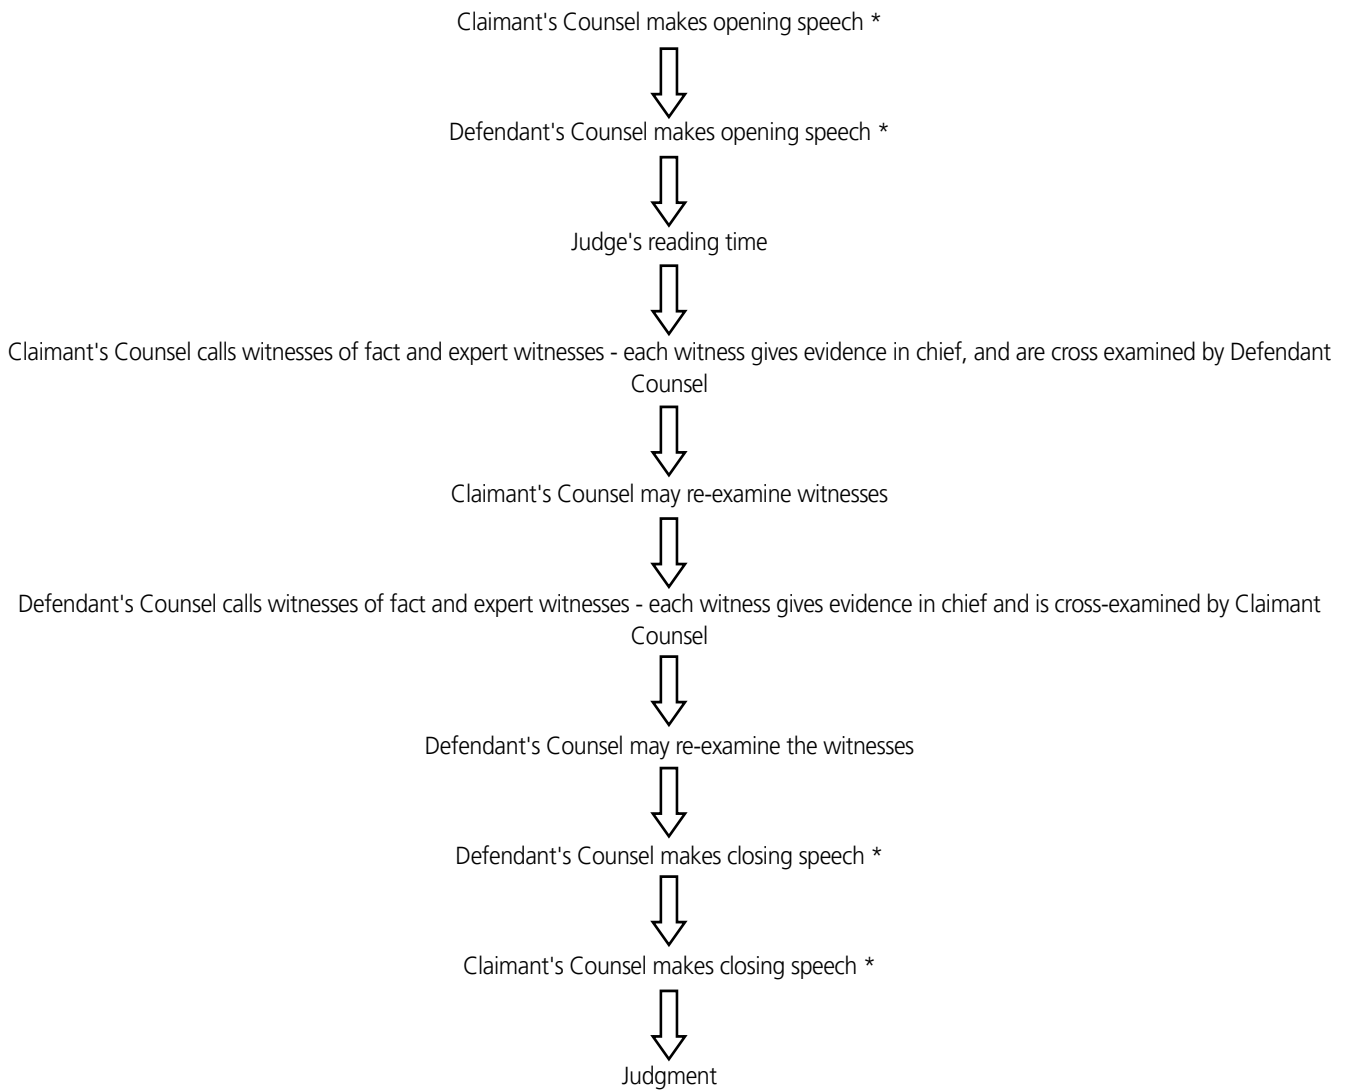 Claimant's Counsel makes opening speech *
Defendant's Counsel makes opening speech *
Judge's reading time
Claimant's Counsel calls witnesses of fact and expert witnesses - each witness gives evidence in chief, and are cross examined by Defendant
Counsel
Claimant's Counsel may re-examine witnesses
Defendant's Counsel calls witnesses of fact and expert witnesses - each witness gives evidence in chief and is cross-examined by Claimant
Counsel
Defendant's Counsel may re-examine the witnesses
Defendant's Counsel makes closing speech *
Claimant's Counsel makes closing speech *
Judgment